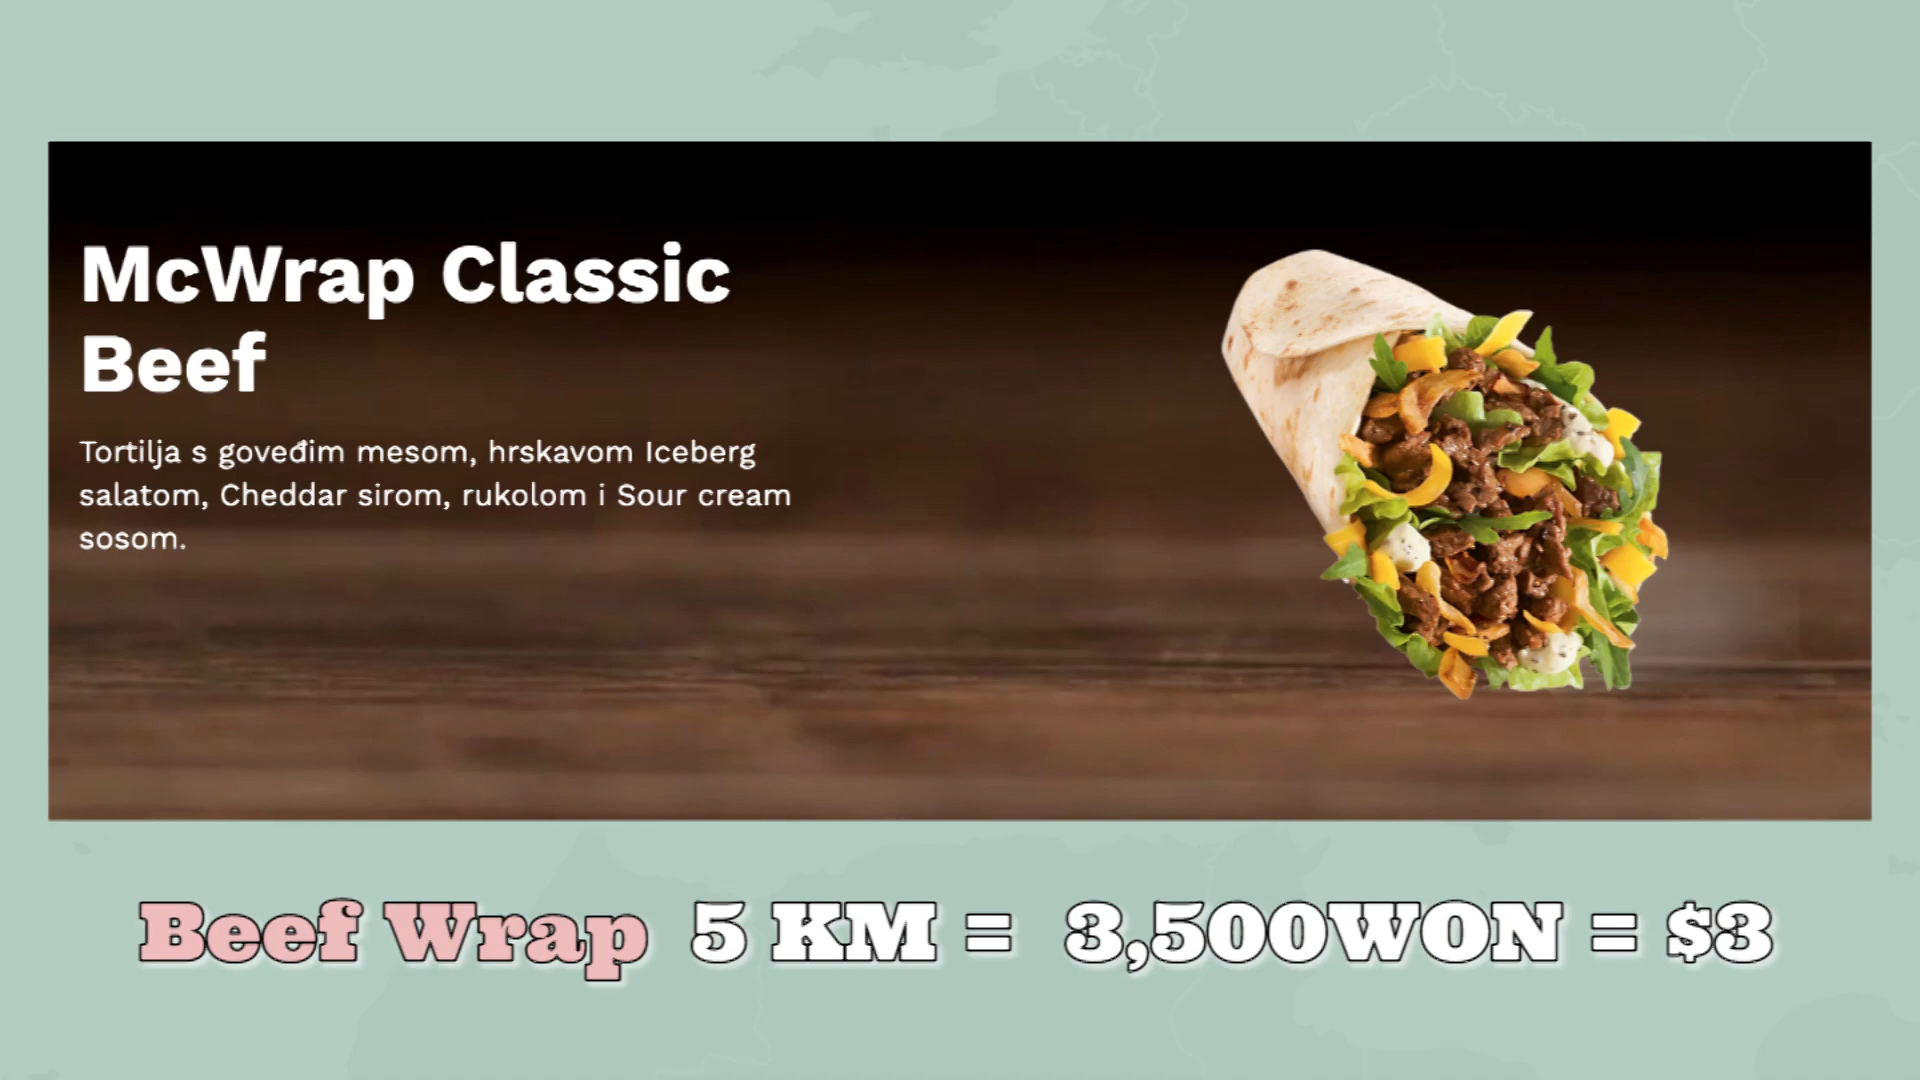 McWrap Classic
Beef
Tortilja s goveđim mesom, hrskavom Iceberg
salatom, Cheddar sirom, rukolom i Sour cream
sosom.
Beef Wrap 5 KM = 3,500WON = $3